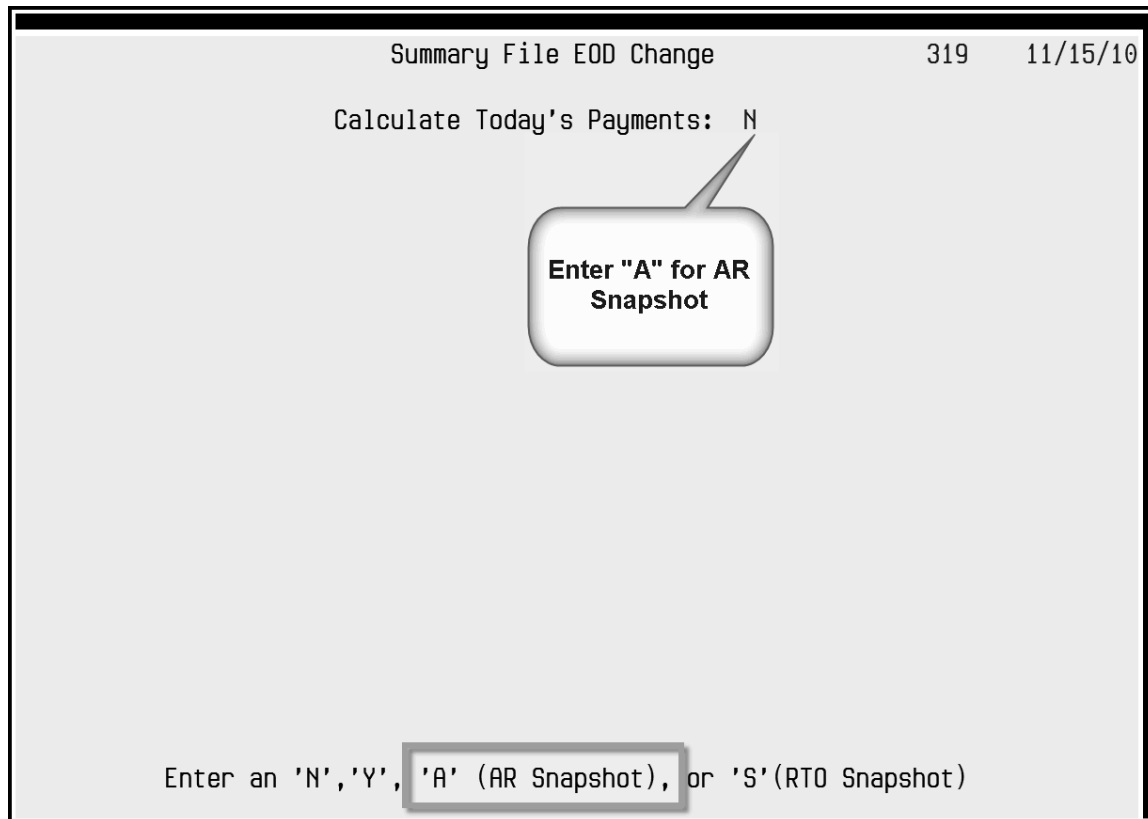 Summary File EOD Change 319 11/15/10
Calculate Today's Payments: N
Enter "A" for AR
Snapshot
Enter an 'N','Y', 'A' (AR Snapshot), or 'S'(RTO Snapshot)